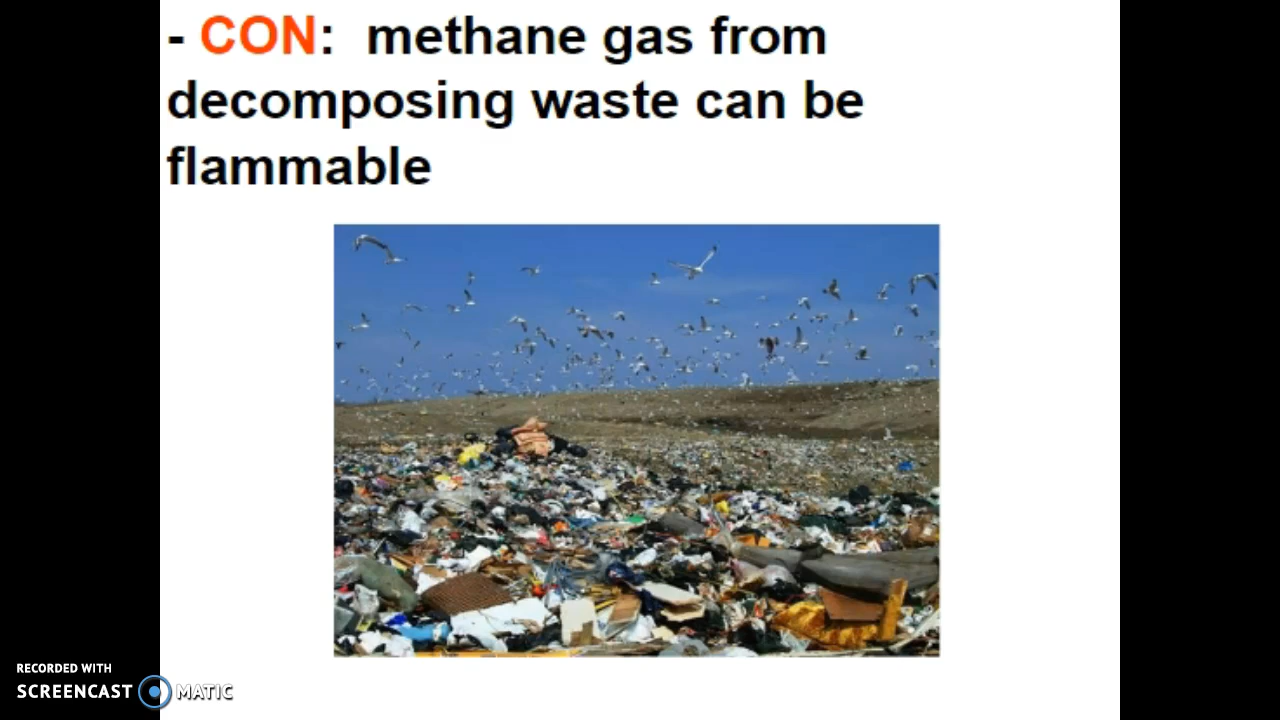 - CON: methane gas from
decomposing waste can be
flammable
RECORDED WITH
SCREENCAST MATIC